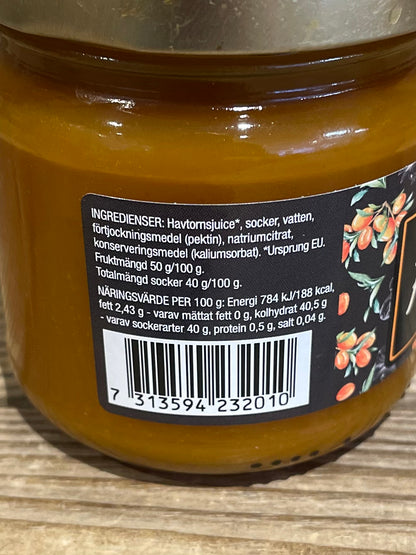 INGREDIENSER: Havtornsjuice*, socker, vatten,
förtjockningsmedel (pektin), natriumcitrat,
konserveringsmedel (kaliumsorbat). *Ursprung EU.
Fruktmängd 50 g/100 g.
Totalmängd socker 40 g/100 g.
NÄRINGSVÄRDE PER 100 g: Energi 784 kJ/188 kcal,
fett 2,43 g - varav mättat fett 0 g, kolhydrat 40,5 g
- varav sockerarter 40 g, protein 0,5 g, salt 0,04 g.
7 313594 232010